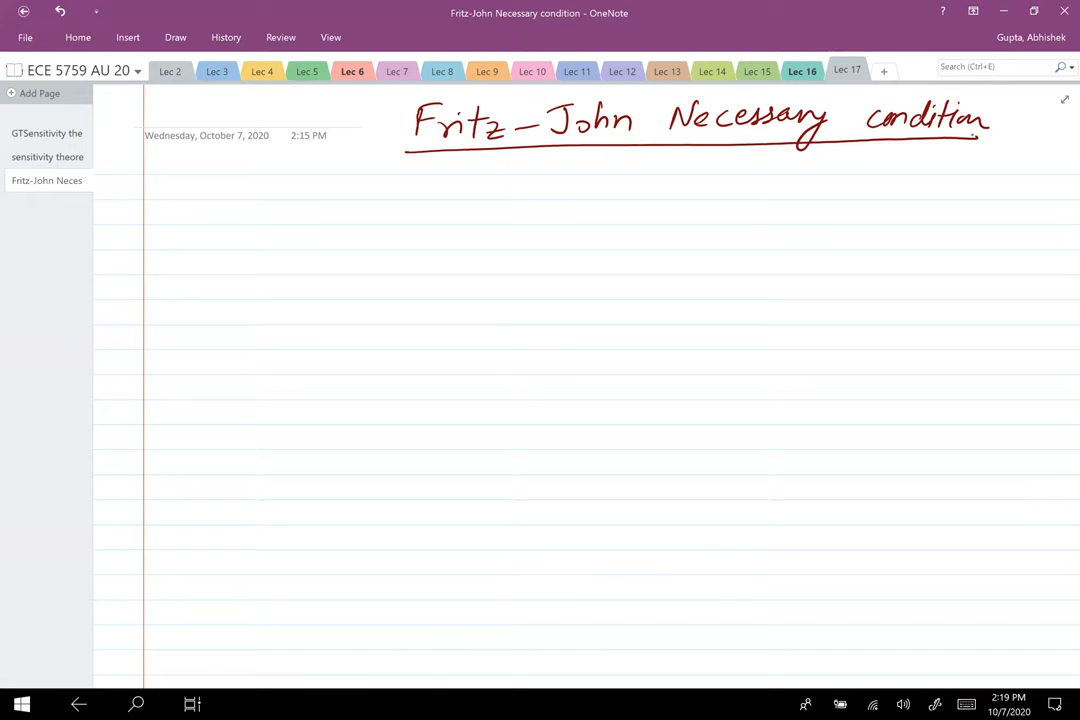 Fritz-John Necessary condition - OneNote
?
File Home Insert Draw History Review View
Gupta, Abhishek
ECE 5759 AU 20
Lec 2 Lec 3 Lec 4 Lec 5 Lec 6 Lec 7 Lec 8 Lec 9 Lec 10 Lec 11 Lec 12 Lec 13 Lec 14 Lec 15 Lec 16 Lec 17 +
Search (Ctrl+E)
Add Page
Fritz-John Necessary condition
Wednesday, October 7, 2020 2:15 PM
GTSensitivity the
sensitivity theore
Fritz-John Neces
2:19 PM
10/7/2020